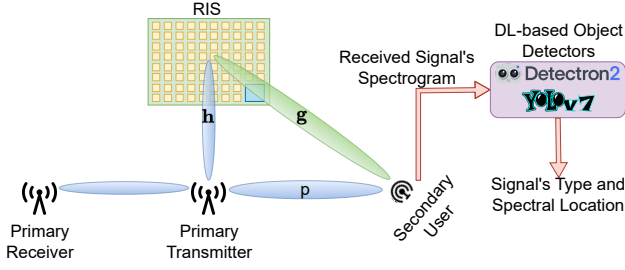 RIS
h
g
p
Primary
Receiver
Primary
Transmitter
Secondary
User
Received Signal's
Spectrogram
DL-based Object
Detectors
Detectron2
YOLOv7
Signal's Type and
Spectral Location